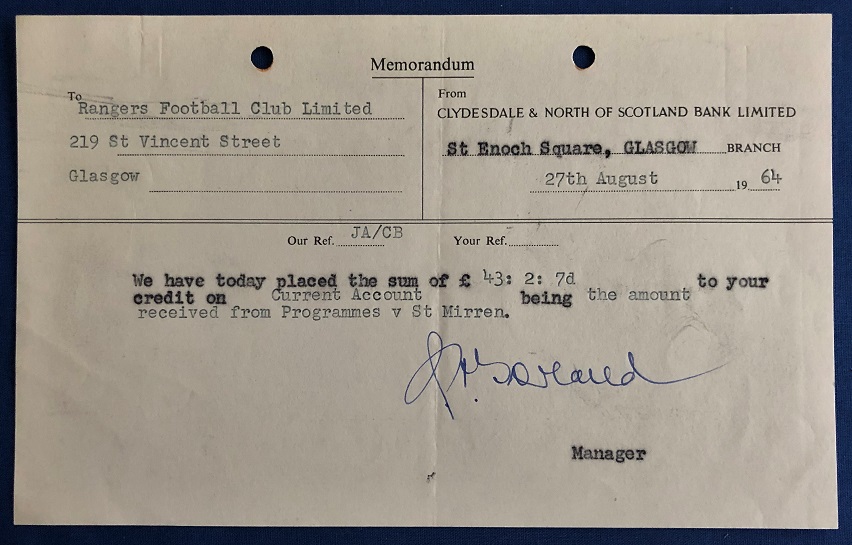 Memorandum
To Rangers Football Club Limited
219 St Vincent Street
Glasgow
From
CLYDESDALE & NORTH OF SCOTLAND BANK LIMITED
St Enoch Square, GLASGOW BRANCH
27th August 19 64
Our Ref. JA/CB Your Ref.
We have today placed the sum of £ 43: 2: 7d to your
credit on Current Account being the amount
received from Programmes v St Mirren.
Manager